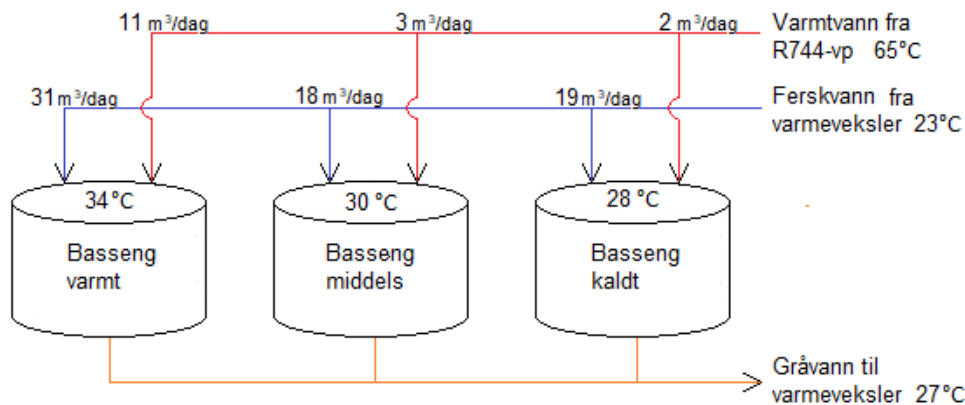 11 m³/dag
3 m³/dag
2 m³/dag
Varmtvann fra
R744-vp 65°C
31 m³/dag
18 m³/dag
19 m³/dag
Ferskvann fra
varmeveksler 23°C
34 °C
30 °C
28 °C
Basseng
varmt
Basseng
middels
Basseng
kaldt
Gråvann til
varmeveksler 27°C